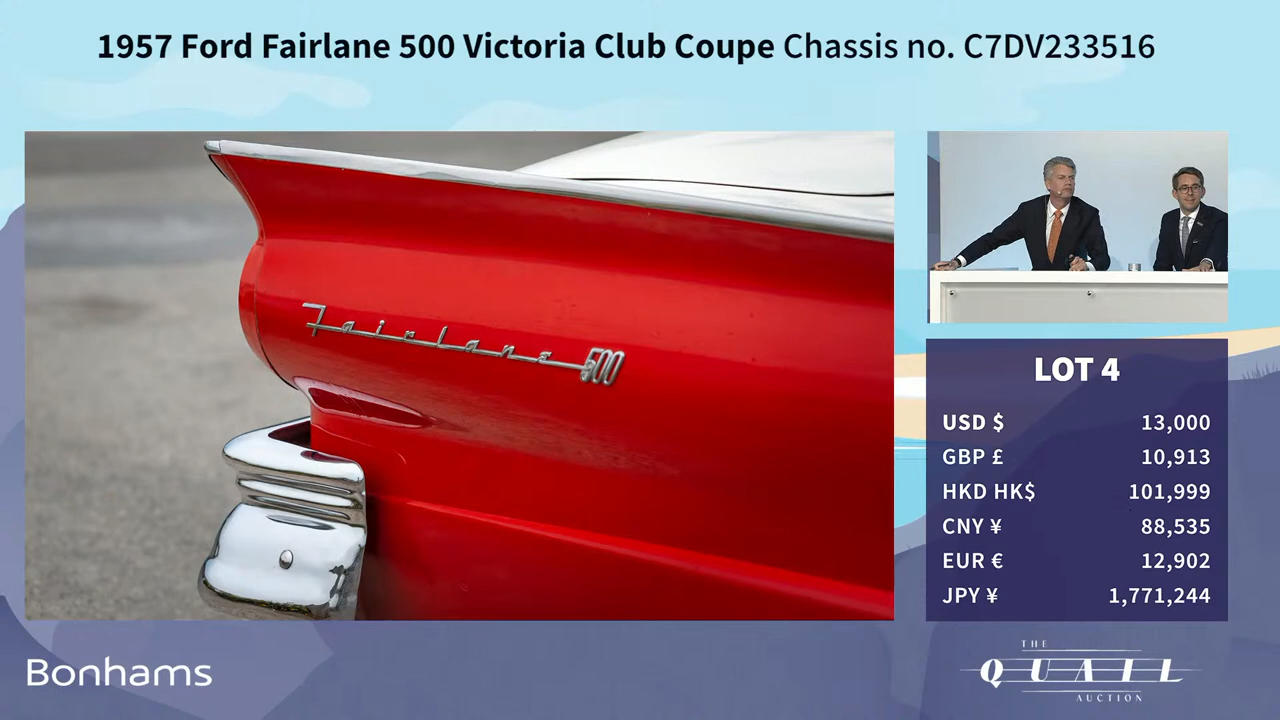 1957 Ford Fairlane 500 Victoria Club Coupe Chassis no. C7DV233516
Fairlane 500
LOT 4
USD $ 13,000
GBP £ 10,913
HKD HK$ 101,999
CNY ¥ 88,535
EUR € 12,902
JPY ¥ 1,771,244
Bonhams
THE
QUAIL
AUCTION